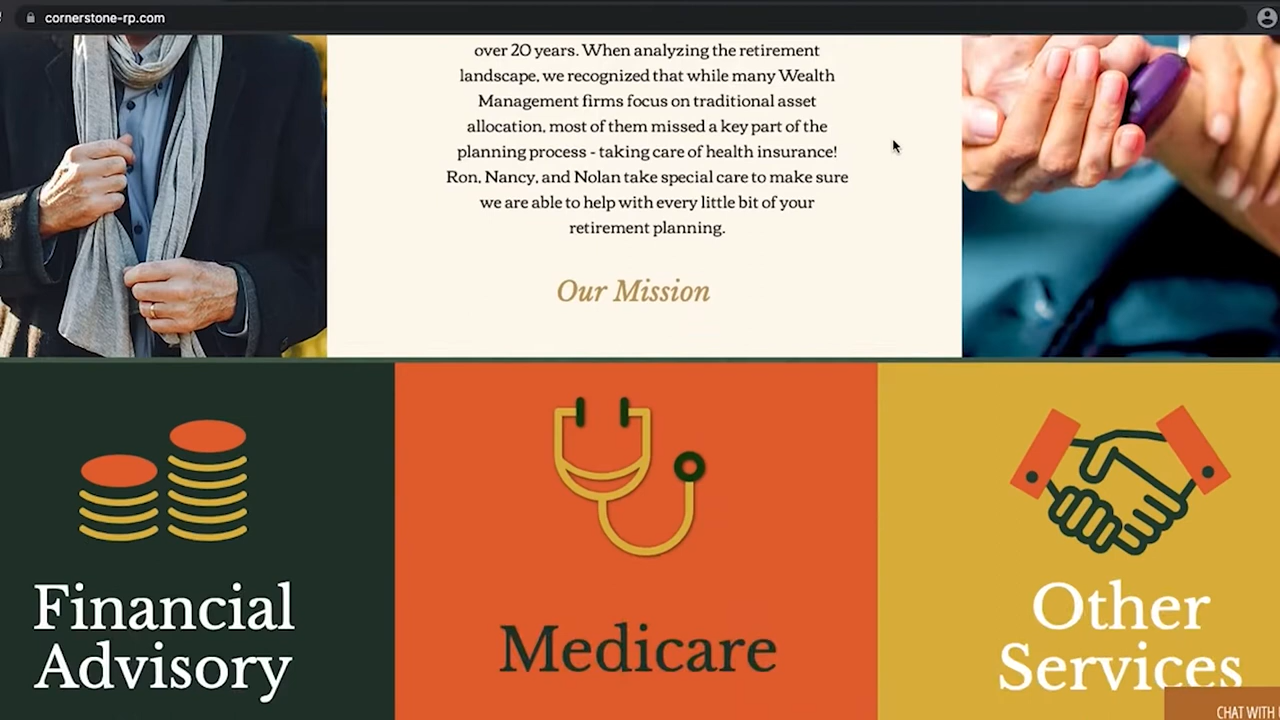 cornerstone-rp.com
over 20 years. When analyzing the retirement
landscape, we recognized that while many Wealth
Management firms focus on traditional asset
allocation, most of them missed a key part of the
planning process - taking care of health insurance!
Ron, Nancy, and Nolan take special care to make sure
we are able to help with every little bit of your
retirement planning.
Our Mission
Financial
Advisory
Medicare
Other
Services
CHAT WITH